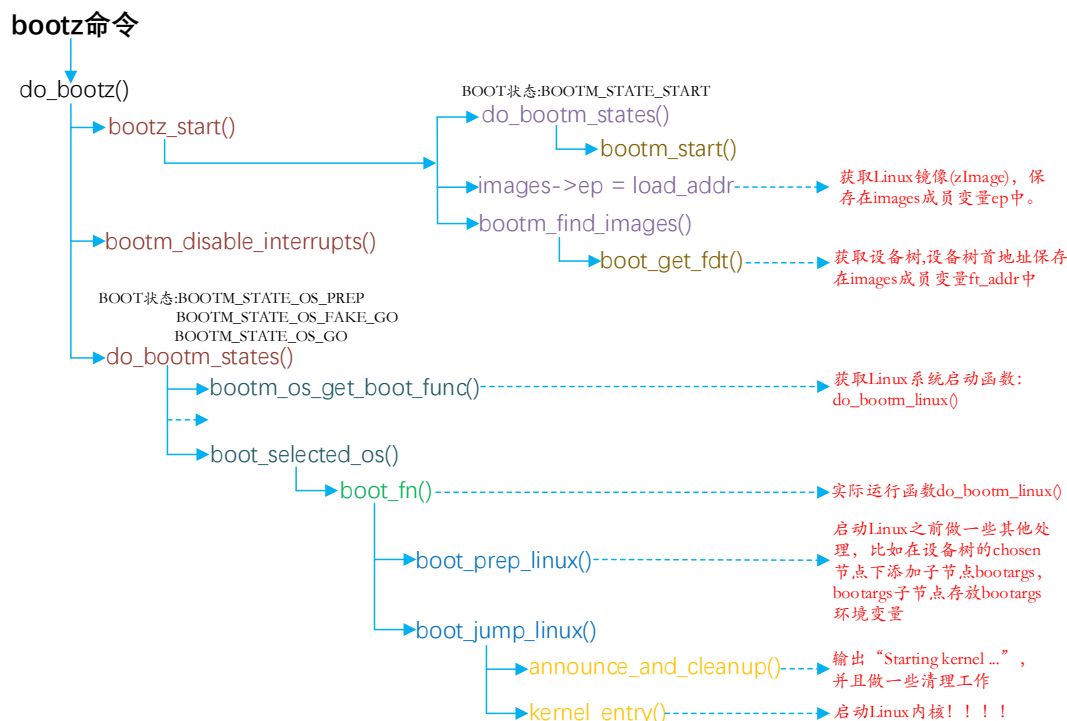 bootz命令
do_bootz()
BOOT状态:BOOTM_STATE_START
do_bootm_states()
bootz_start()
bootm_start()
images->ep = load_addr
获取Linux镜像(zImage)，保
存在images成员变量ep中。
bootm_find_images()
bootm_disable_interrupts()
boot_get_fdt()
获取设备树,设备树首地址保存
在images成员变量ft_addr中
BOOT状态:BOOTM_STATE_OS_PREP
BOOTM_STATE_OS_FAKE_GO
BOOTM_STATE_OS_GO
do_bootm_states()
bootm_os_get_boot_func()
获取Linux系统启动函数：
do_bootm_linux()
boot_selected_os()
boot_fn()
实际运行函数do_bootm_linux()
boot_prep_linux()
启动Linux之前做一些其他处
理，比如在设备树的chosen
节点下添加子节点bootargs，
bootargs子节点存放bootargs
环境变量
boot_jump_linux()
announce_and_cleanup()
输出“Starting kernel ...”，
并且做一些清理工作
kernel_entry()
启动Linux内核！！！！